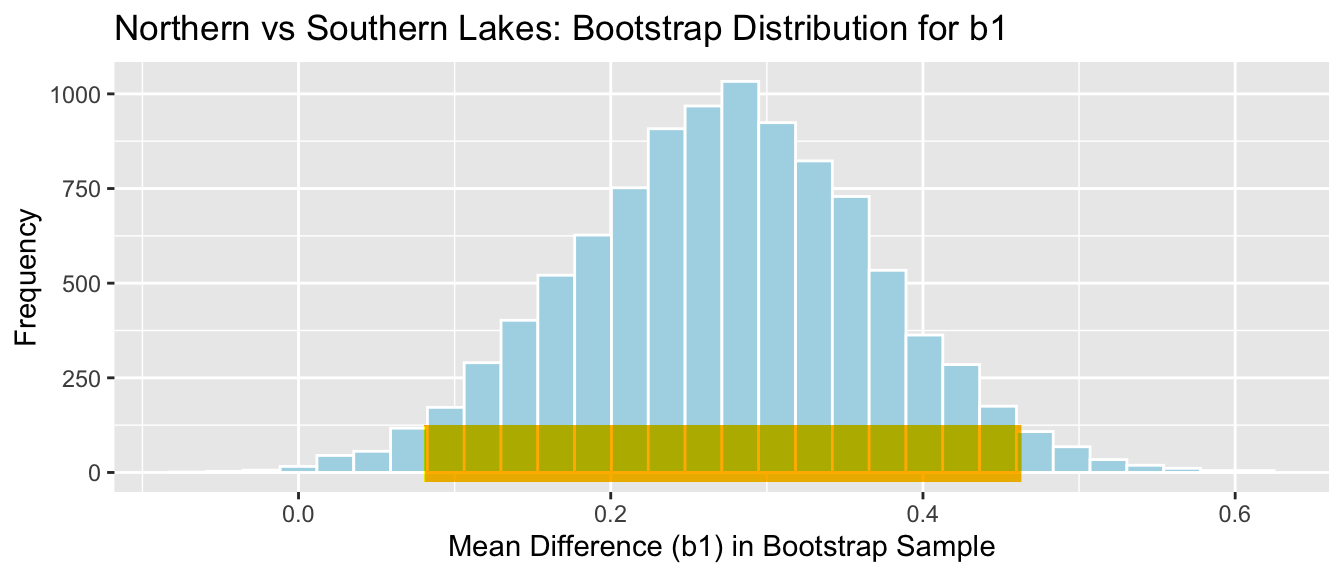 Northern vs Southern Lakes: Bootstrap Distribution for b1
1000
750
500
250
0
Frequency
0.0 0.2 0.4 0.6
Mean Difference (b1) in Bootstrap Sample